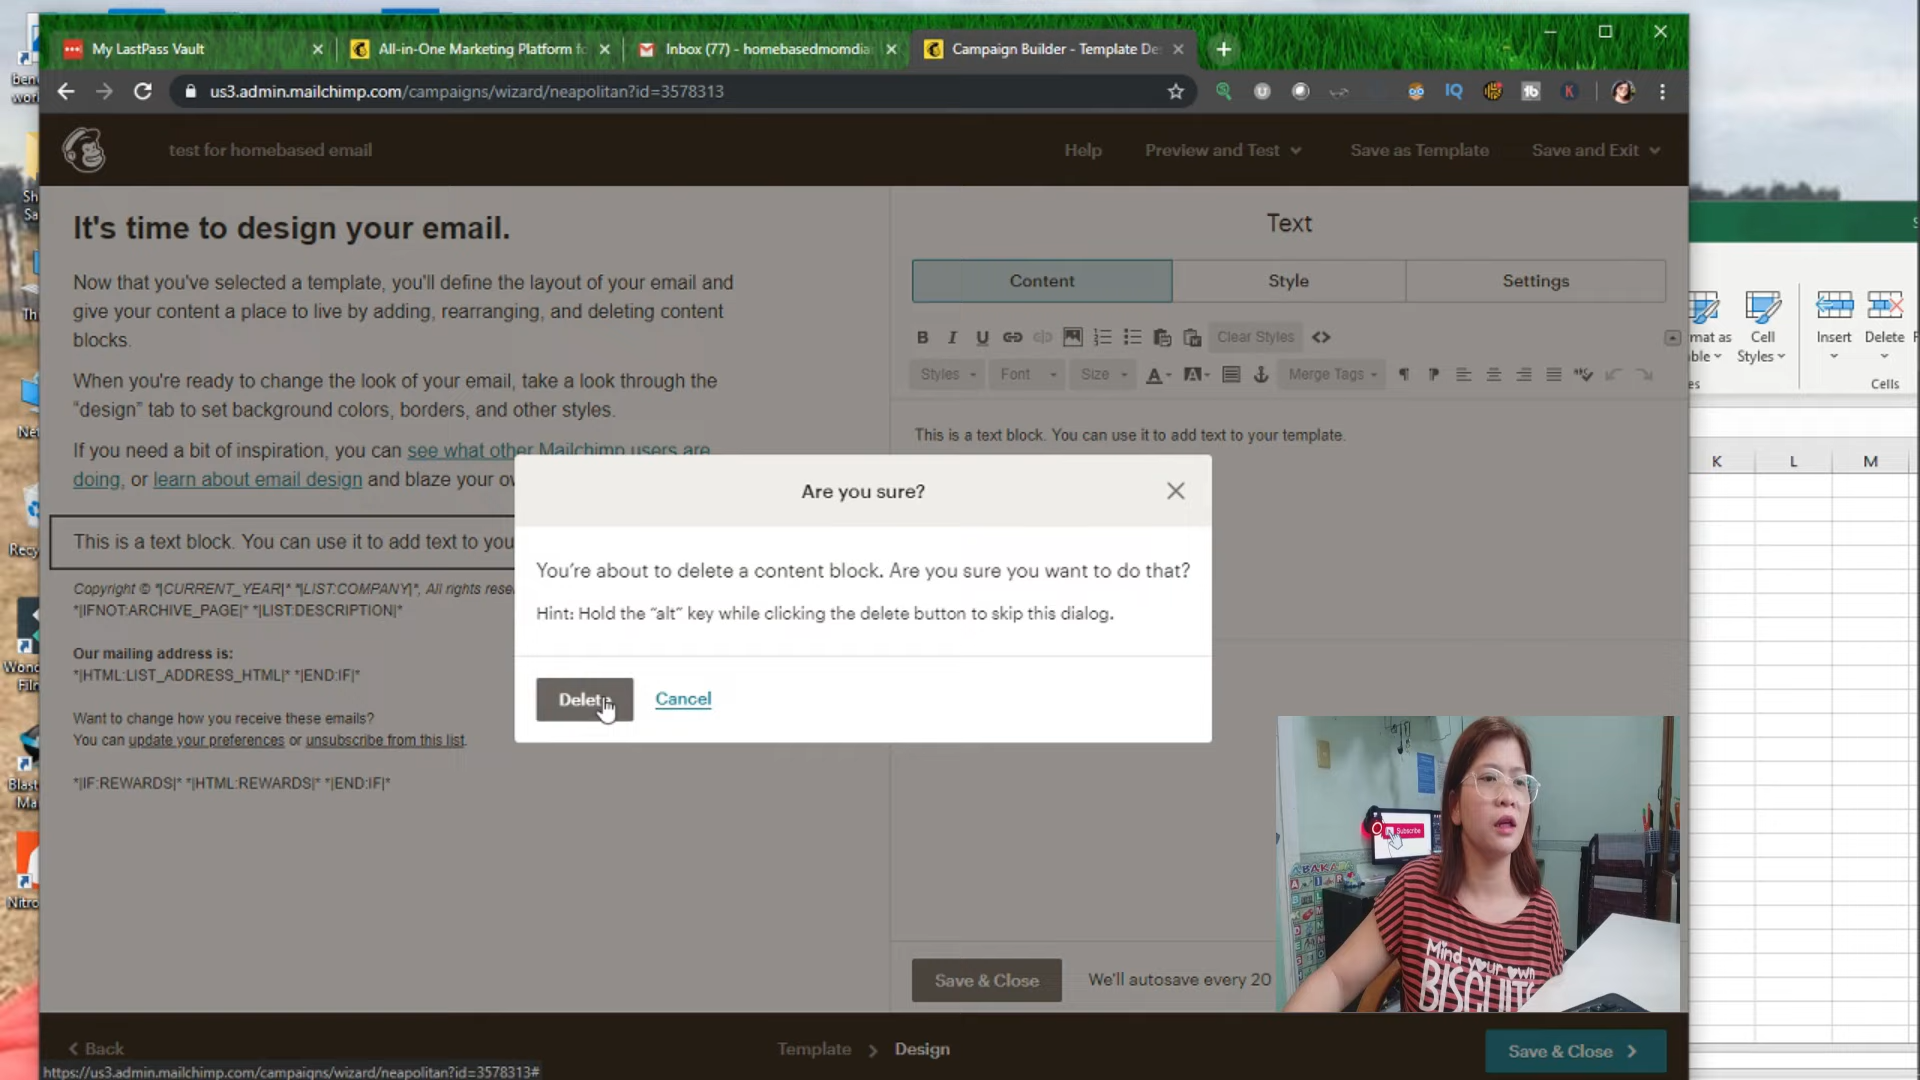 My LastPass Vault
All-in-One Marketing Platform fo
Inbox (77) - homebasedmomdia
Campaign Builder - Template De
us3.admin.mailchimp.com/campaigns/wizard/neapolitan?id=3578313
test for homebased email
Help
Preview and Test
Save as Template
Save and Exit
It's time to design your email.
Now that you've selected a template, you'll define the layout of your email and
give your content a place to live by adding, rearranging, and deleting content
blocks.
When you're ready to change the look of your email, take a look through the
“design” tab to set background colors, borders, and other styles.
If you need a bit of inspiration, you can see what other Mailchimp users are
doing, or learn about email design and blaze your ow
This is a text block. You can use it to add text to you
Copyright © *|CURRENT_YEAR|* *|LIST:COMPANY|*, All rights rese
*|IFNOT:ARCHIVE_PAGE|* *|LIST:DESCRIPTION|*
Our mailing address is:
*|HTML:LIST_ADDRESS_HTML|* *|END:IF|*
Want to change how you receive these emails?
You can update your preferences or unsubscribe from this list.
*|IF:REWARDS|* *|HTML:REWARDS|* *|END:IF|*
Text
Content
Style
Settings
B I U
Clear Styles
Styles
Font
Size
Merge Tags
This is a text block. You can use it to add text to your template.
Are you sure?
You're about to delete a content block. Are you sure you want to do that?
Hint: Hold the “alt” key while clicking the delete button to skip this dialog.
Delete
Cancel
Save & Close
We'll autosave every 20
Back
Template
Design
Save & Close
https://us3.admin.mailchimp.com/campaigns/wizard/neapolitan?id=3578313#
mat as
ble
Cell
Styles
Insert
Delete
es
Cells
K
L
M
Subscribe
ABAKA
Mind your own
BISCUITS